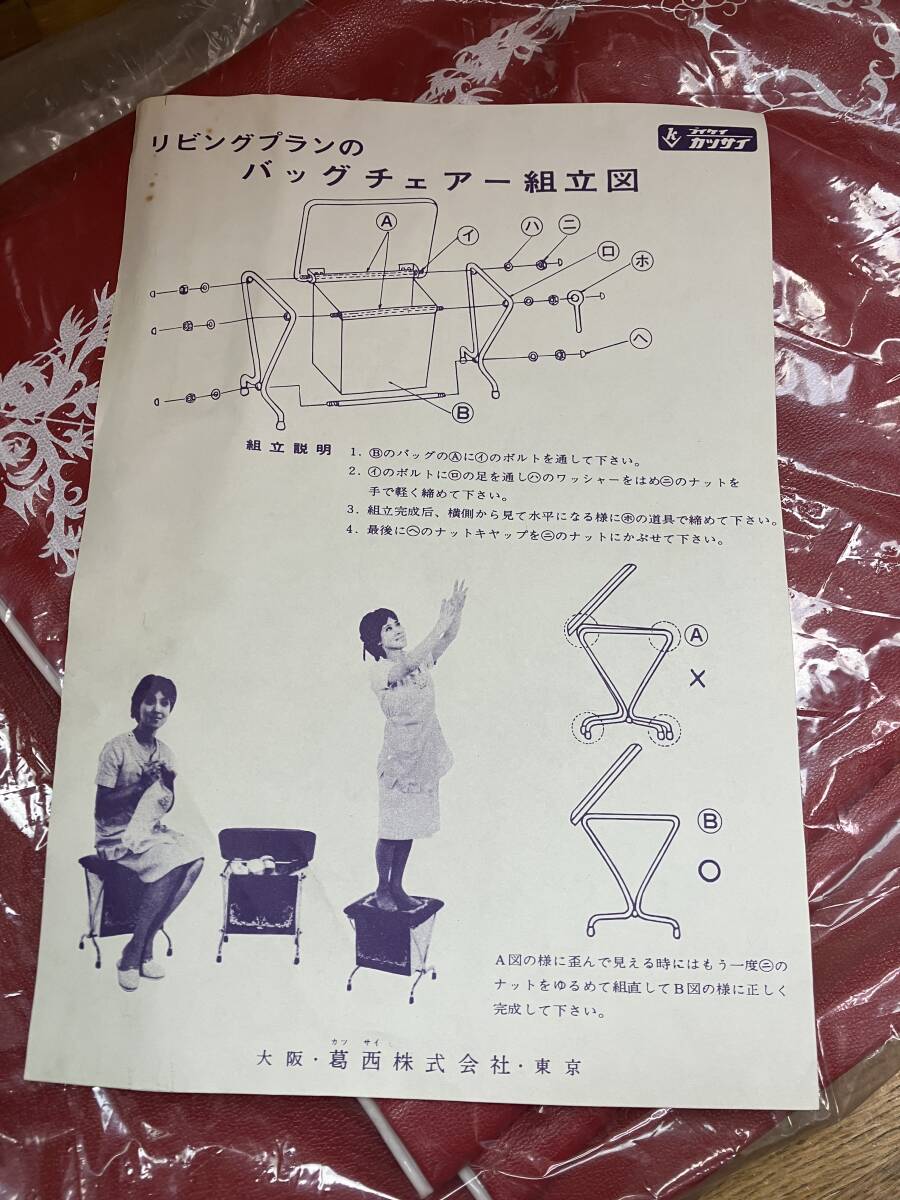 リビングプランの
バッグチェアー組立図
k
ブイケイ
カツサイ
Ⓐ
㋑
㋩
㋥
㋺
㋭
㋬
Ⓑ
組立説明
1. ⒷのバッグのⒶに㋑のボルトを通して下さい。
2. ㋑のボルトに㋺の足を通し㋩のワッシャーをはめ㋥のナットを
手で軽く締めて下さい。
3. 組立完成后、横側から見て水平になる様に㋭の道具で締めて下さい。
4. 最後に㋬のナットキヤップを㋥のナットにかぶせて下さい。
Ⓐ
×
Ⓑ
○
A図の様に歪んで見える時にはもう一度㋥の
ナットをゆるめて組直してB図の様に正しく
完成して下さい。
カツ サイ
大阪・葛西株式会社・東京